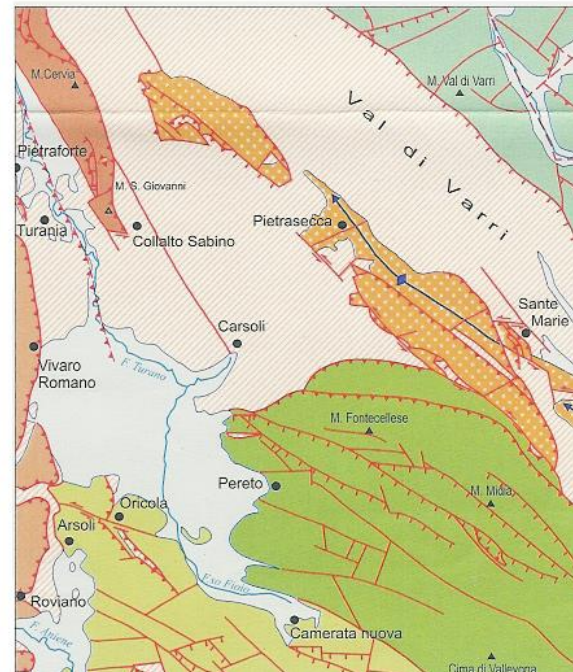 M. Cervia
M. Val di Varri
Val di Varri
Pietraforte
M. S. Giovanni
Turania
Collalto Sabino
Pietrasecca
Sante
Marie
Carsoli
F. Turano
Vivaro
Romano
M. Fontecellese
Pereto
M. Midia
Oricola
Arsoli
Roviano
F. Aniene
Fso Fioio
Camerata nuova
Cima di Vallevona